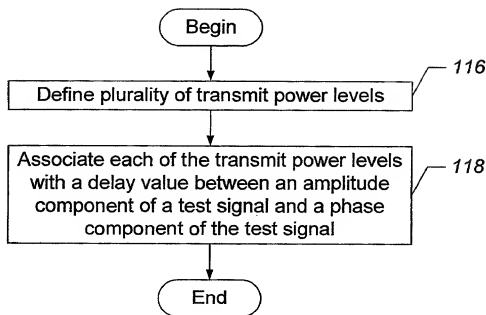 Begin
116
Define plurality of transmit power levels
Associate each of the transmit power levels
with a delay value between an amplitude
component of a test signal and a phase
component of the test signal
118
End